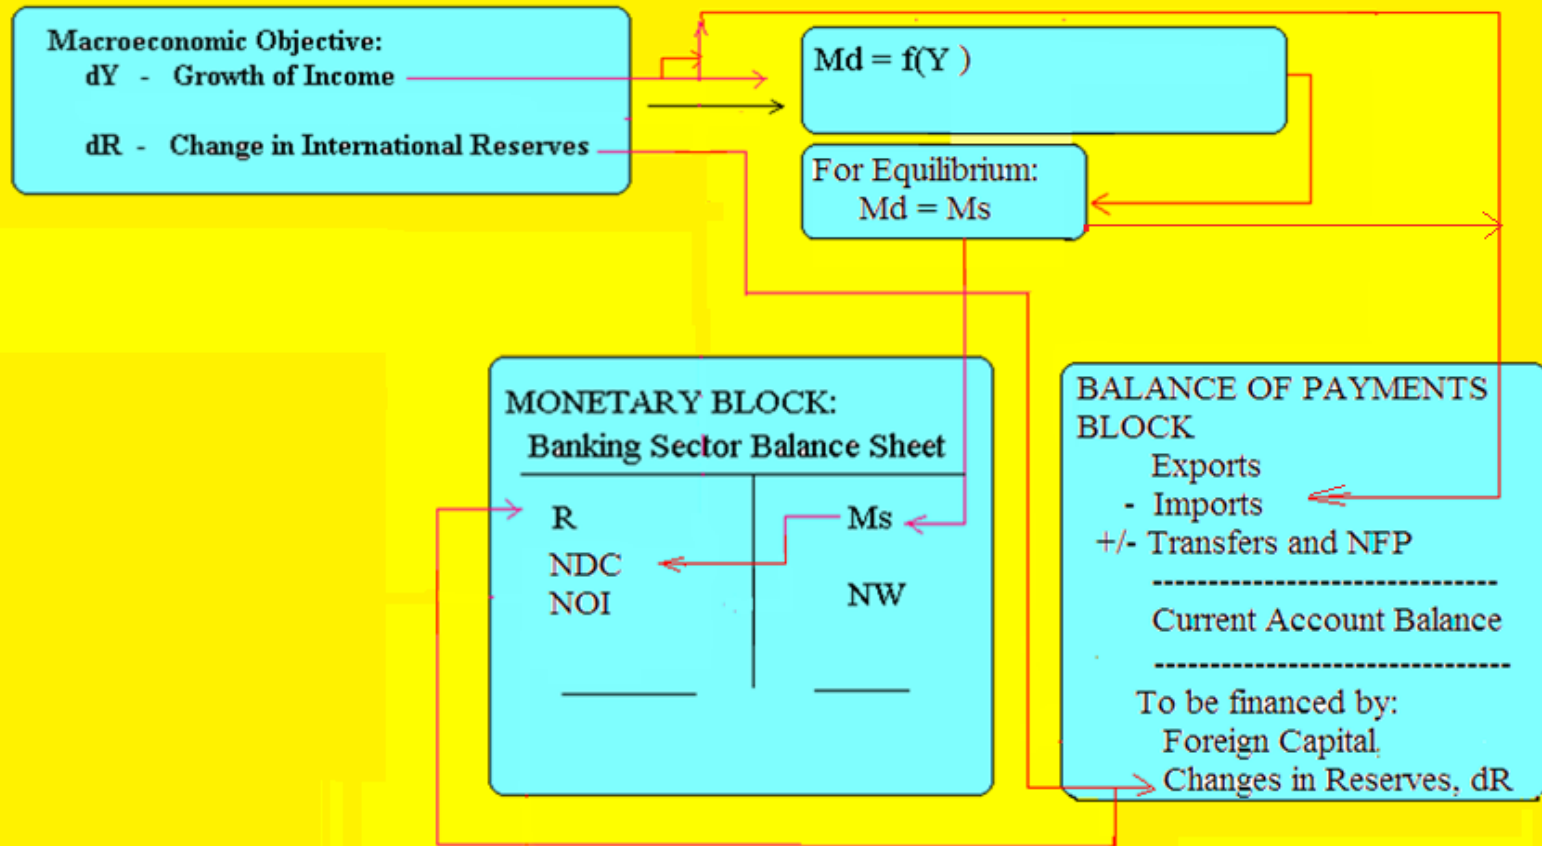 Macroeconomic Objective:
dY - Growth of Income
dR - Change in International Reserves
Md = f(Y )
For Equilibrium:
Md = Ms
MONETARY BLOCK:
Banking Sector Balance Sheet
R
NDC
NOI
Ms
NW
BALANCE OF PAYMENTS
BLOCK
Exports
- Imports
+/- Transfers and NFP
------------------------------
Current Account Balance
-------------------------------
To be financed by:
Foreign Capital,
Changes in Reserves, dR